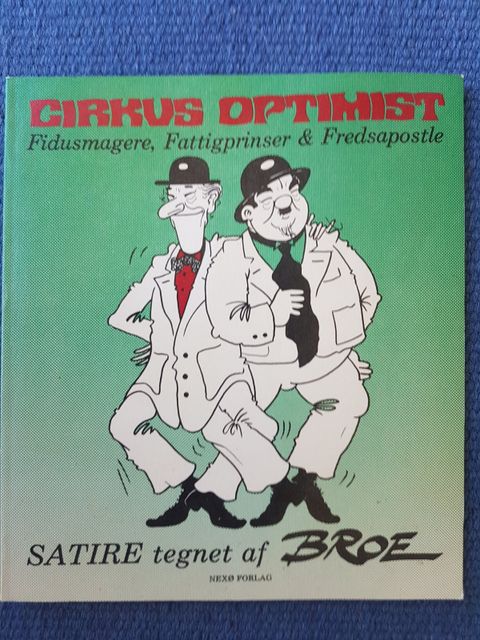 CIRKUS OPTIMIST
Fidusmagere, Fattigprinser & Fredsapostle
SATIRE tegnet af BROE
NEXØ FORLAG